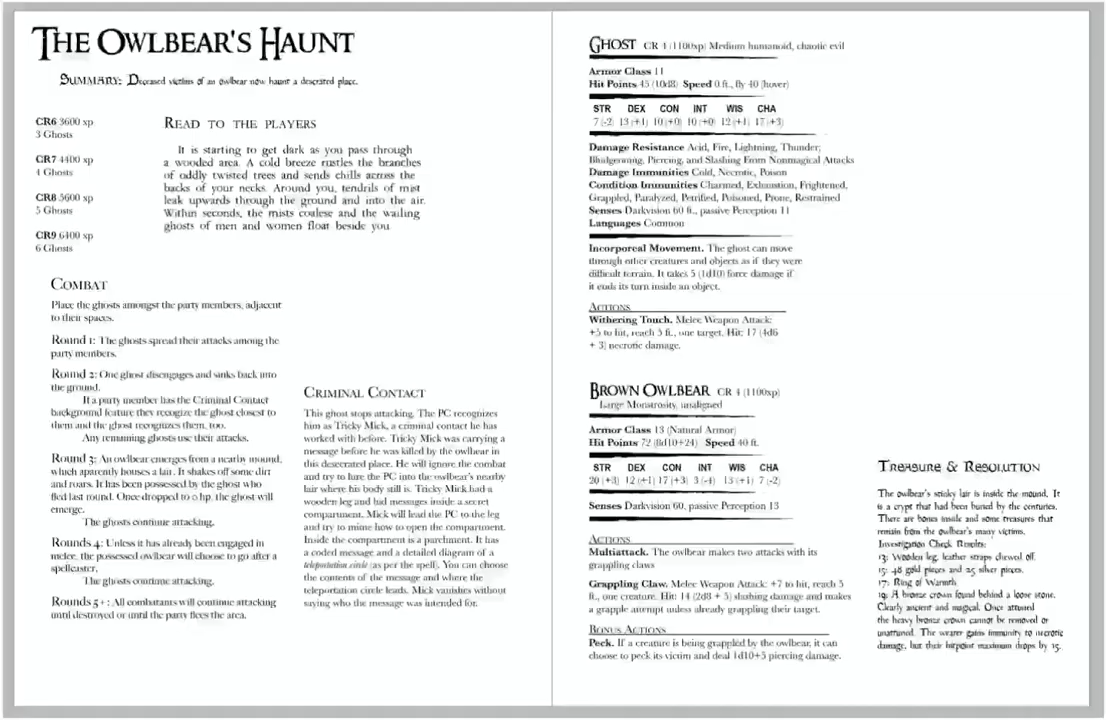 THE OWLBEAR'S HAUNT
SUMMARY: Deceased victims of an owlbear now haunt a descrated place.
CR6 3600 xp
3 Ghosts
CR7 4400 xp
4 Ghosts
CR8 5600 xp
5 Ghosts
CR9 6400 xp
6 Ghosts
READ TO THE PLAYERS
It is starting to get dark as you pass through
a wooded area. A cold breeze rustles the branches
of oddly twisted trees and sends chills across the
backs of your necks. Around you, tendrils of mist
leak upwards through the ground and into the air.
Within seconds, the mists coalese and the wailing
ghosts of men and women float beside you
COMBAT
Place the ghosts amongst the party members, adjacent
to their spaces.
Round 1: The ghosts spread their attacks among the
party members.
Round 2: One ghost disengages and sinks back into
the ground.
If a party member has the Criminal Contact
background feature they recognize the ghost closest to
them and the ghost recognizes them, too.
Any remaining ghosts use their attacks.
Round 3: An owlbear emerges from a nearby mound,
which apparently houses a lair. It shakes off some dirt
and roars. It has been possessed by the ghost who
fled last round. Once dropped to 0 hp, the ghost will
emerge.
The ghosts continue attacking.
Rounds 4: Unless it has already been engaged in
melee, the possessed owlbear will choose to go after a
spellcaster.
The ghosts continue attacking.
Rounds 5+: All combatants will continue attacking
until destroyed or until the party flees the area.
CRIMINAL CONTACT
This ghost stops attacking. The PC recognizes
him as Tricky Mick, a criminal contact he has
worked with before. Tricky Mick was carrying a
message before he was killed by the owlbear in
this desecrated place. He will ignore the combat
and try to lure the PC into the owlbear's nearby
lair where his body still is. Tricky Mick had a
wooden leg and hid messages inside a secret
compartment. Mick will lead the PC to the leg
and try to mime how to open the compartment.
Inside the compartment is a parchment. It has
a coded message and a detailed diagram of a
teleportation circle (as per the spell). You can choose
the contents of the message and where the
teleportation circle leads. Mick vanishes without
saying who the message was intended for.
GHOST CR 4 (1100xp) Medium humanoid, chaotic evil
Armor Class 11
Hit Points 45 (10d8) Speed 0 ft., fly 40 (hover)
STR DEX CON INT WIS CHA
7 (-2) 13 (+1) 10 (+0) 10 (+0) 12 (+1) 17 (+3)
Damage Resistance Acid, Fire, Lightning, Thunder;
Bludgeoning, Piercing, and Slashing From Nonmagical Attacks
Damage Immunities Cold, Necrotic, Poison
Condition Immunities Charmed, Exhaustion, Frightened,
Grappled, Paralyzed, Petrified, Poisoned, Prone, Restrained
Senses Darkvision 60 ft., passive Perception 11
Languages Common
Incorporeal Movement. The ghost can move
through other creatures and objects as if they were
difficult terrain. It takes 5 (1d10) force damage if
it ends its turn inside an object.
ACTIONS
Withering Touch. Melee Weapon Attack:
+5 to hit, reach 5 ft., one target. Hit: 17 (4d6
+ 3) necrotic damage.
BROWN OWLBEAR CR 4 (1100xp)
Large Monstrosity, unaligned
Armor Class 13 (Natural Armor)
Hit Points 72 (8d10+24) Speed 40 ft.
STR DEX CON INT WIS CHA
20 (+5) 12 (+1) 17 (+3) 3 (-4) 13 (+1) 7 (-2)
Senses Darkvision 60, passive Perception 13
ACTIONS
Multiattack. The owlbear makes two attacks with its
grappling claws
Grappling Claw. Melee Weapon Attack: +7 to hit, reach 5
ft., one creature. Hit: 14 (2d8 + 5) slashing damage and makes
a grapple attempt unless already grappling their target.
BONUS ACTIONS
Peck. If a creature is being grappled by the owlbear, it can
choose to peck its victim and deal 1d10+5 piercing damage.
TREASURE & RESOLUTION
The owlbear's stinky lair is inside the mound. It
is a crypt that had been buried by the centuries.
There are bones inside and some treasures that
remain from the owlbear's many victims.
Investigation Check Results:
13: Wooden leg, leather straps chewed off.
15: 48 gold pieces and 25 silver pieces.
17: Ring of Warmth
19: A bronze crown found behind a loose stone.
Clearly ancient and magical. Once attuned
the heavy bronze crown cannot be removed or
unattuned. The wearer gains immunity to necrotic
damage, but their hitpoint maximum drops by 15.